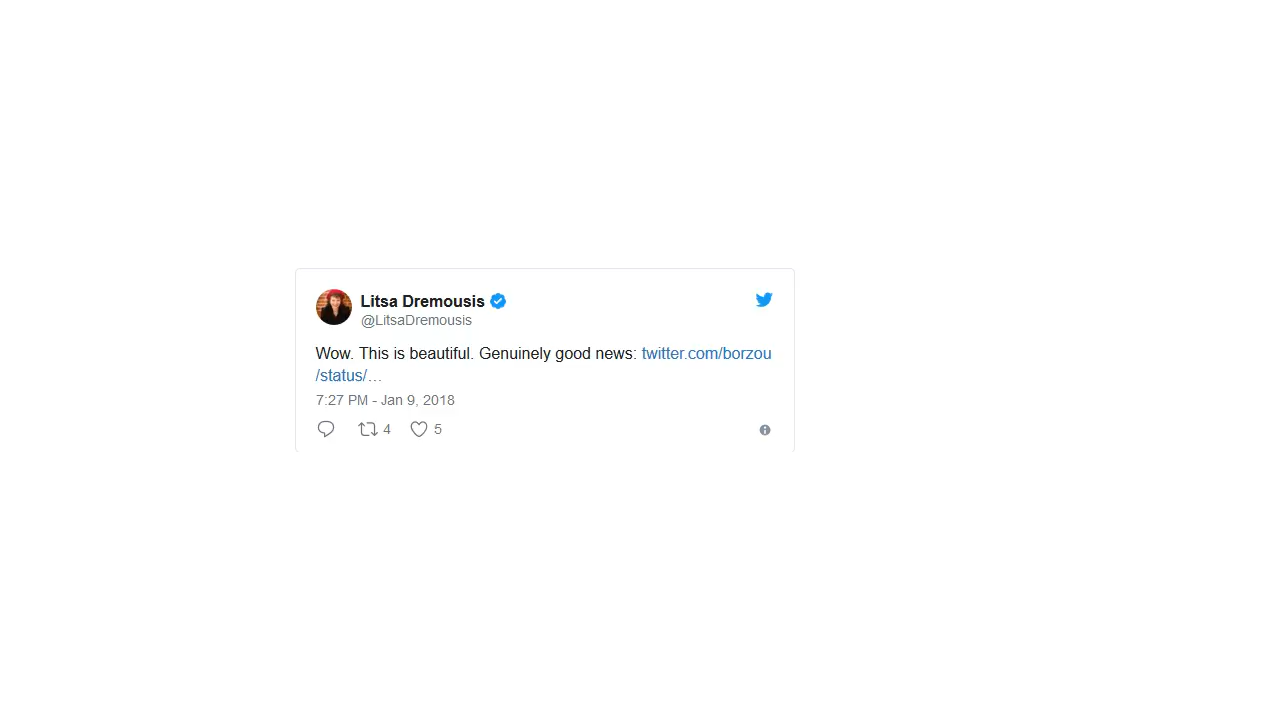 Litsa Dremousis
@LitsaDremousis
Wow. This is beautiful. Genuinely good news: twitter.com/borzou
/status/…
7:27 PM - Jan 9, 2018
4 5